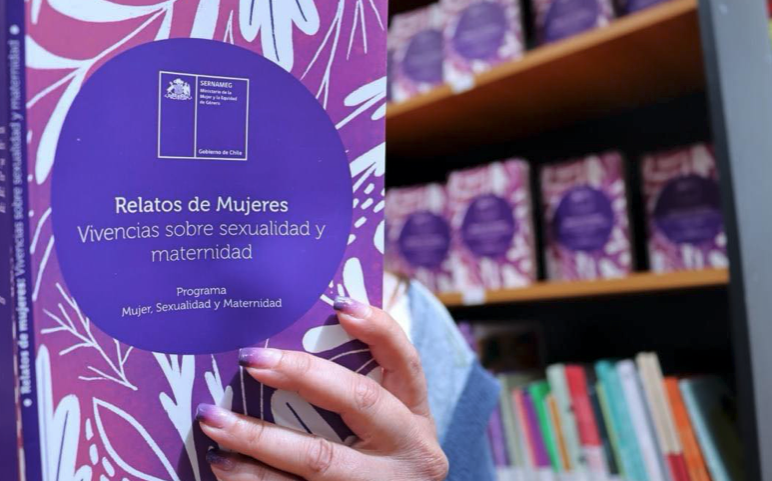 SERNAMEG
Ministerio de la
Mujer y la Equidad
de Género
Gobierno de Chile
Relatos de Mujeres
Vivencias sobre sexualidad y
maternidad
Programa
Mujer, Sexualidad y Maternidad
Relatos de mujeres: Vivencias sobre sexualidad y maternidad